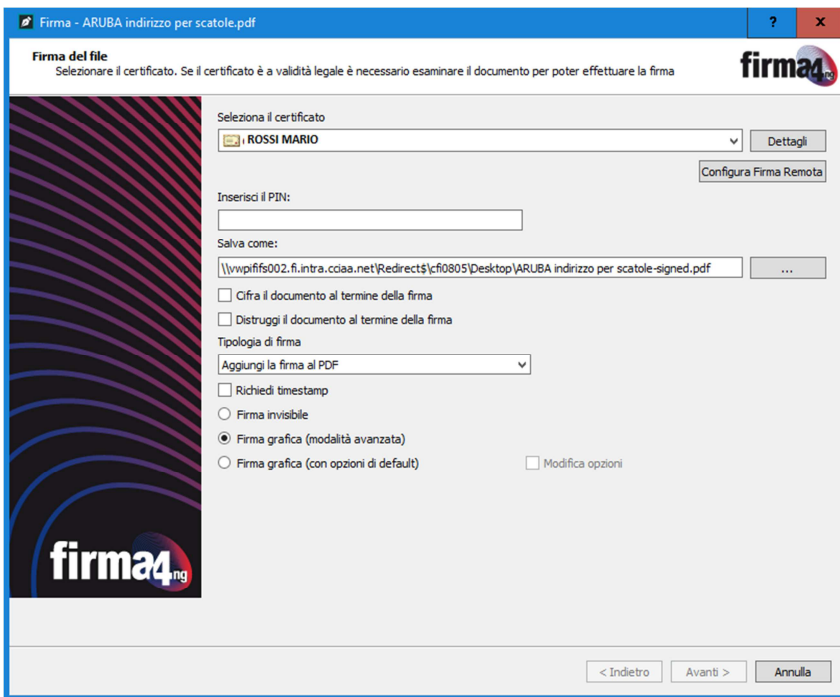 Firma - ARUBA indirizzo per scatole.pdf
? x
Firma del file
Selezionare il certificato. Se il certificato è a validità legale è necessario esaminare il documento per poter effettuare la firma
firma4ng
Seleziona il certificato
ROSSI MARIO
Dettagli
Configura Firma Remota
Inserisci il PIN:
Salva come:
\\vwpififs002.fi.intra.cciaa.net\Redirect$\cfi0805\Desktop\ARUBA indirizzo per scatole-signed.pdf
...
Cifra il documento al termine della firma
Distruggi il documento al termine della firma
Tipologia di firma
Aggiungi la firma al PDF
Richiedi timestamp
Firma invisibile
Firma grafica (modalità avanzata)
Firma grafica (con opzioni di default)
Modifica opzioni
firma4ng
< Indietro
Avanti >
Annulla